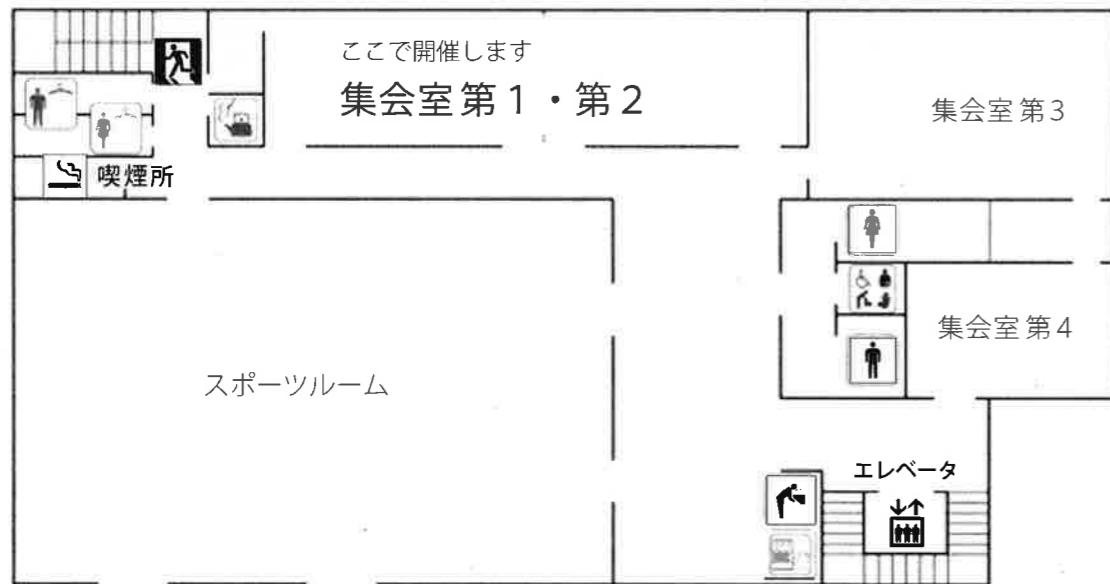 ここで開催します
集会室第１・第２
集会室第３
喫煙所
集会室第４
スポーツルーム
エレベータ